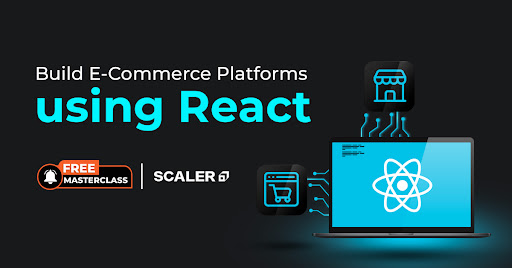 Build E-Commerce Platforms
using React
FREE
MASTERCLASS
SCALER